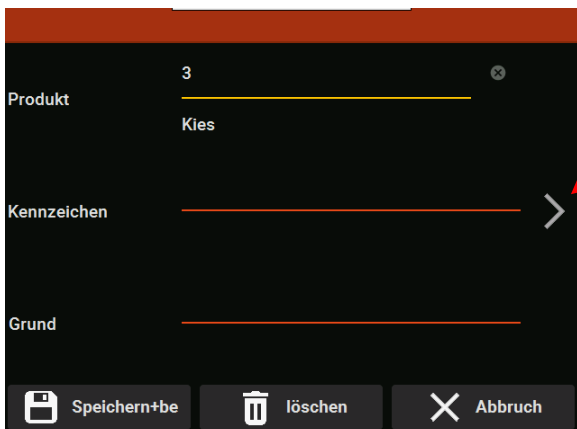 3
Produkt
Kies
Kennzeichen
Grund
Speichern+be
löschen
Abbruch